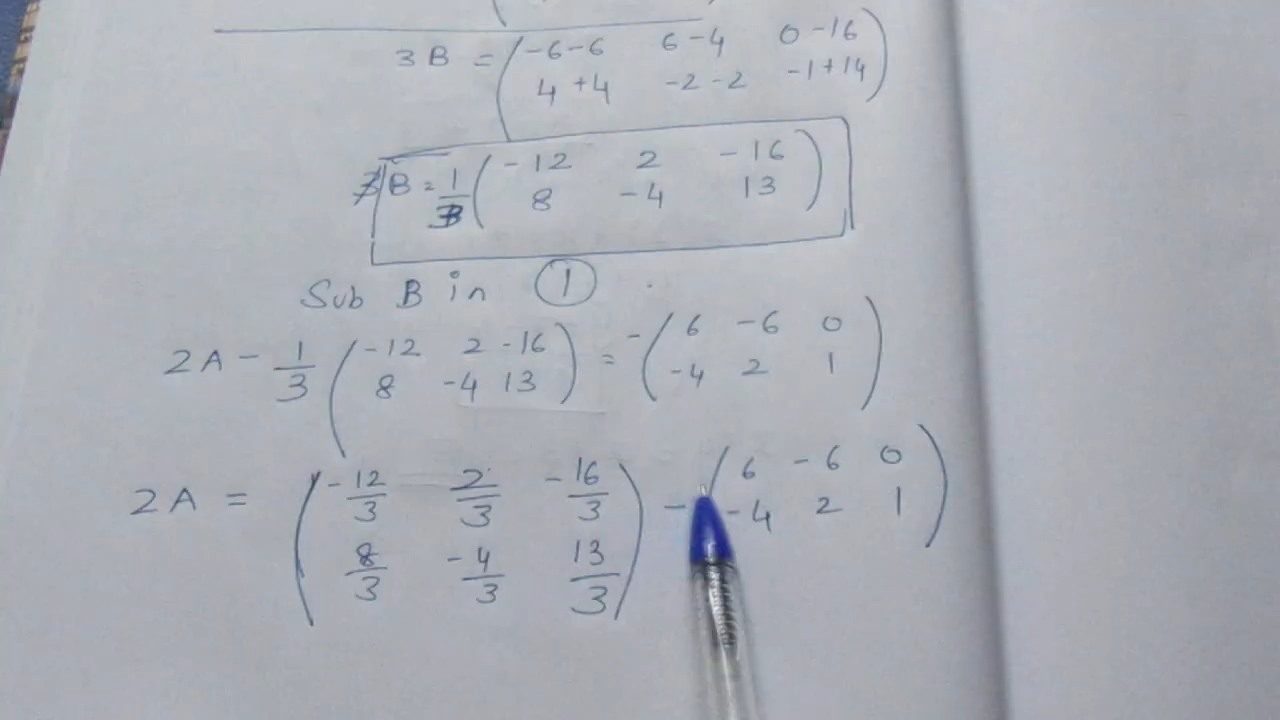 3B = (-6-6 6-4 0-16
4+4 -2-2 -1+14)
3B = 1/3 (-12 2 -16
8 -4 13)
Sub B in ①
2A - 1/3 (-12 2 -16
8 -4 13) = -(6 -6 0
-4 2 1)
2A = (-12/3 2/3 -16/3
8/3 -4/3 13/3) - (6 -6 0
-4 2 1)